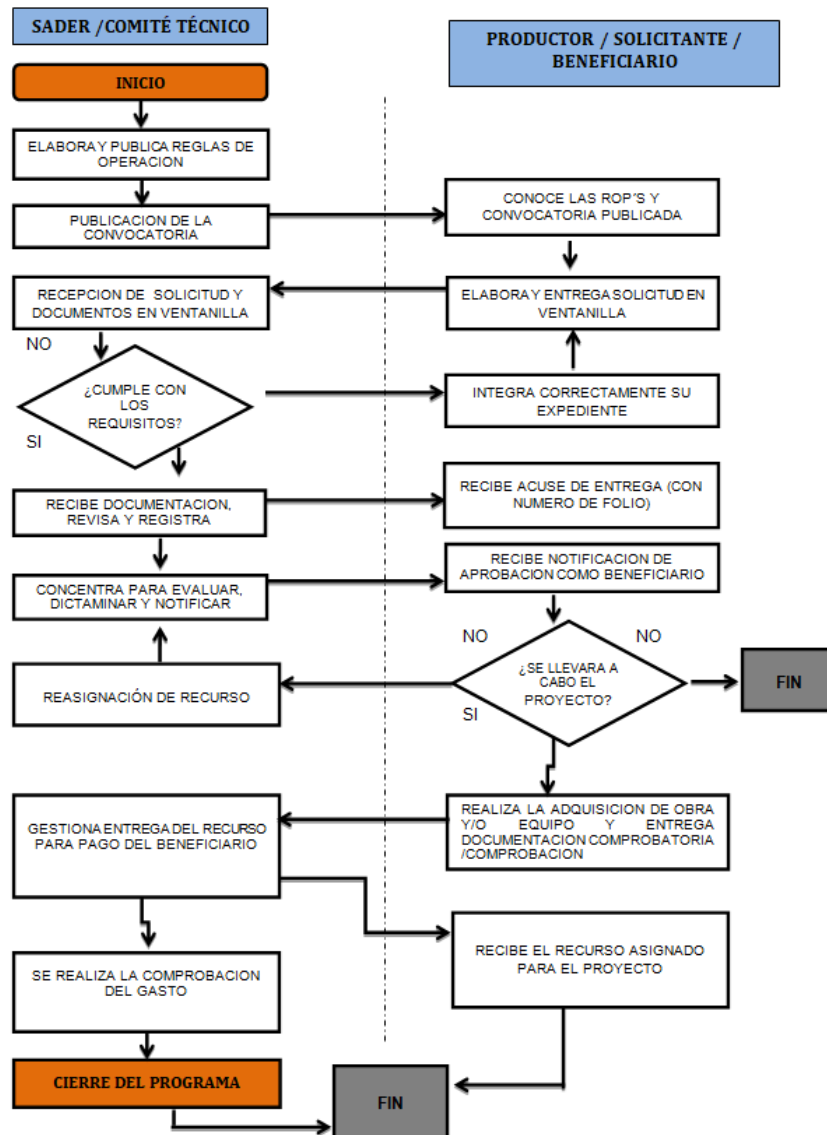 SADER /COMITÉ TÉCNICO
PRODUCTOR / SOLICITANTE /
BENEFICIARIO
INICIO
ELABORA Y PUBLICA REGLAS DE
OPERACION
PUBLICACION DE LA
CONVOCATORIA
CONOCE LAS ROP´S Y
CONVOCATORIA PUBLICADA
RECEPCION DE SOLICITUD Y
DOCUMENTOS EN VENTANILLA
ELABORA Y ENTREGA SOLICITUD EN
VENTANILLA
NO
¿CUMPLE CON
LOS
REQUISITOS?
SI
INTEGRA CORRECTAMENTE SU
EXPEDIENTE
RECIBE DOCUMENTACION,
REVISA Y REGISTRA
RECIBE ACUSE DE ENTREGA (CON
NUMERO DE FOLIO)
CONCENTRA PARA EVALUAR,
DICTAMINAR Y NOTIFICAR
RECIBE NOTIFICACION DE
APROBACION COMO BENEFICIARIO
NO
NO
¿SE LLEVARA A
CABO EL
PROYECTO?
SI
FIN
REASIGNACIÓN DE RECURSO
REALIZA LA ADQUISICION DE OBRA
Y/O EQUIPO Y ENTREGA
DOCUMENTACION COMPROBATORIA
/COMPROBACION
GESTIONA ENTREGA DEL RECURSO
PARA PAGO DEL BENEFICIARIO
RECIBE EL RECURSO ASIGNADO
PARA EL PROYECTO
SE REALIZA LA COMPROBACION
DEL GASTO
CIERRE DEL PROGRAMA
FIN